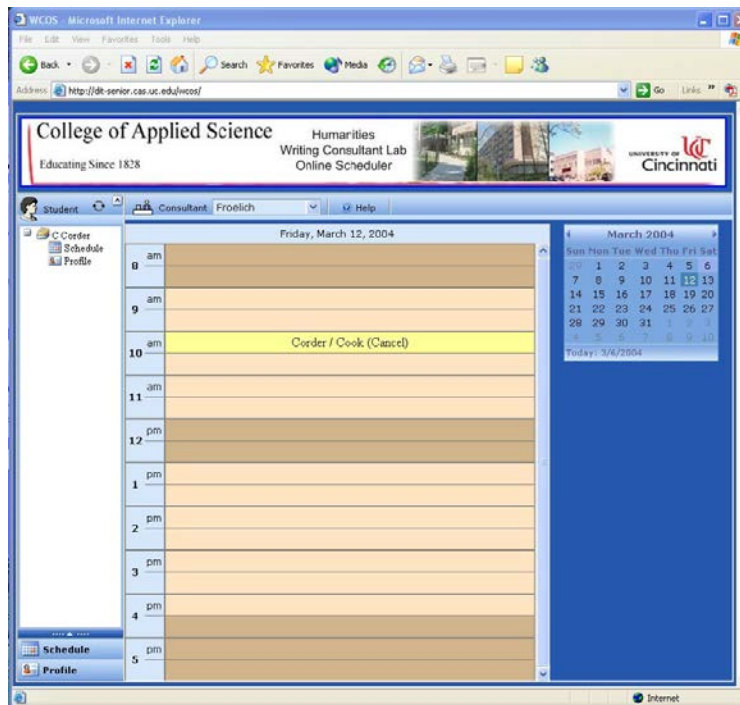 WCOS - Microsoft Internet Explorer
File Edit View Favorites Tools Help
Back Search Favorites Media
Address http://dit-senior.cas.uc.edu/wcos/ Go Links »
College of Applied Science
Educating Since 1828
Humanities
Writing Consultant Lab
Online Scheduler
UNIVERSITY OF
Cincinnati
Student
Consultant Froelich Help
C Corder
Schedule
Profile
Friday, March 12, 2004
8 am
9 am
10 am Corder / Cook (Cancel)
11 am
12 pm
1 pm
2 pm
3 pm
4 pm
5 pm
March 2004
Sun Mon Tue Wed Thu Fri Sat
29 1 2 3 4 5 6
7 8 9 10 11 12 13
14 15 16 17 18 19 20
21 22 23 24 25 26 27
28 29 30 31 1 2 3
4 5 6 7 8 9 10
Today: 3/6/2004
Schedule
Profile
Internet